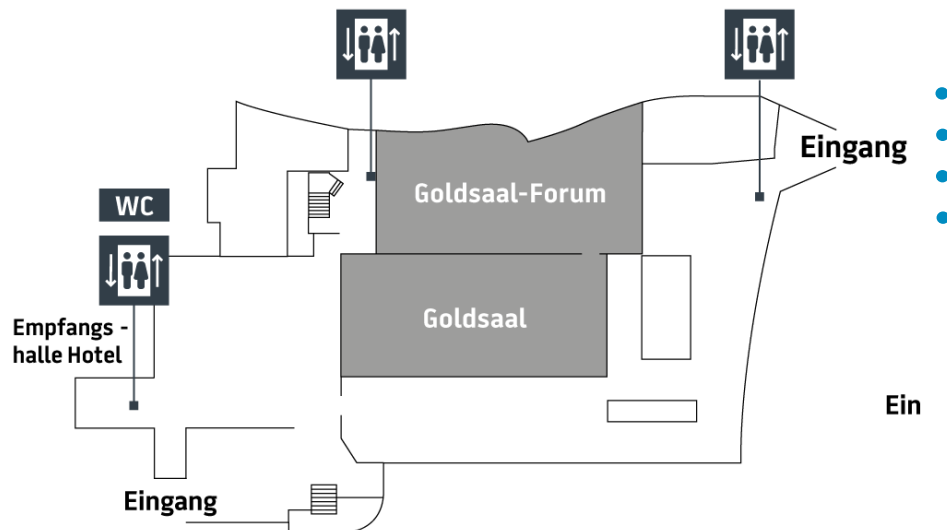 Eingang
Goldsaal-Forum
WC
Goldsaal
Empfangs -
halle Hotel
Ein
Eingang